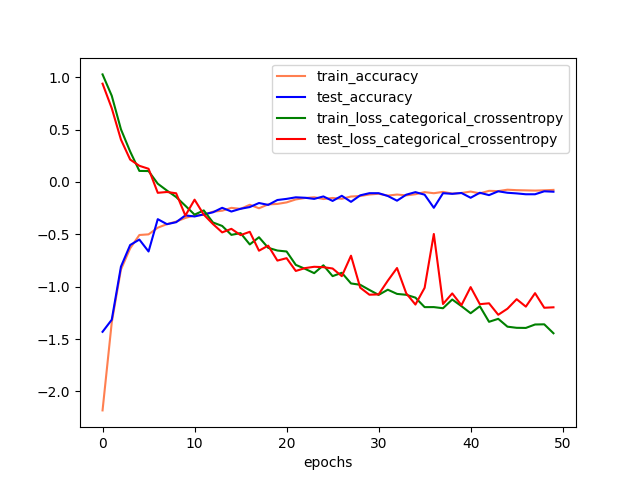 train_accuracy
test_accuracy
train_loss_categorical_crossentropy
test_loss_categorical_crossentropy
1.0
0.5
0.0
−0.5
−1.0
−1.5
−2.0
0 10 20 30 40 50
epochs